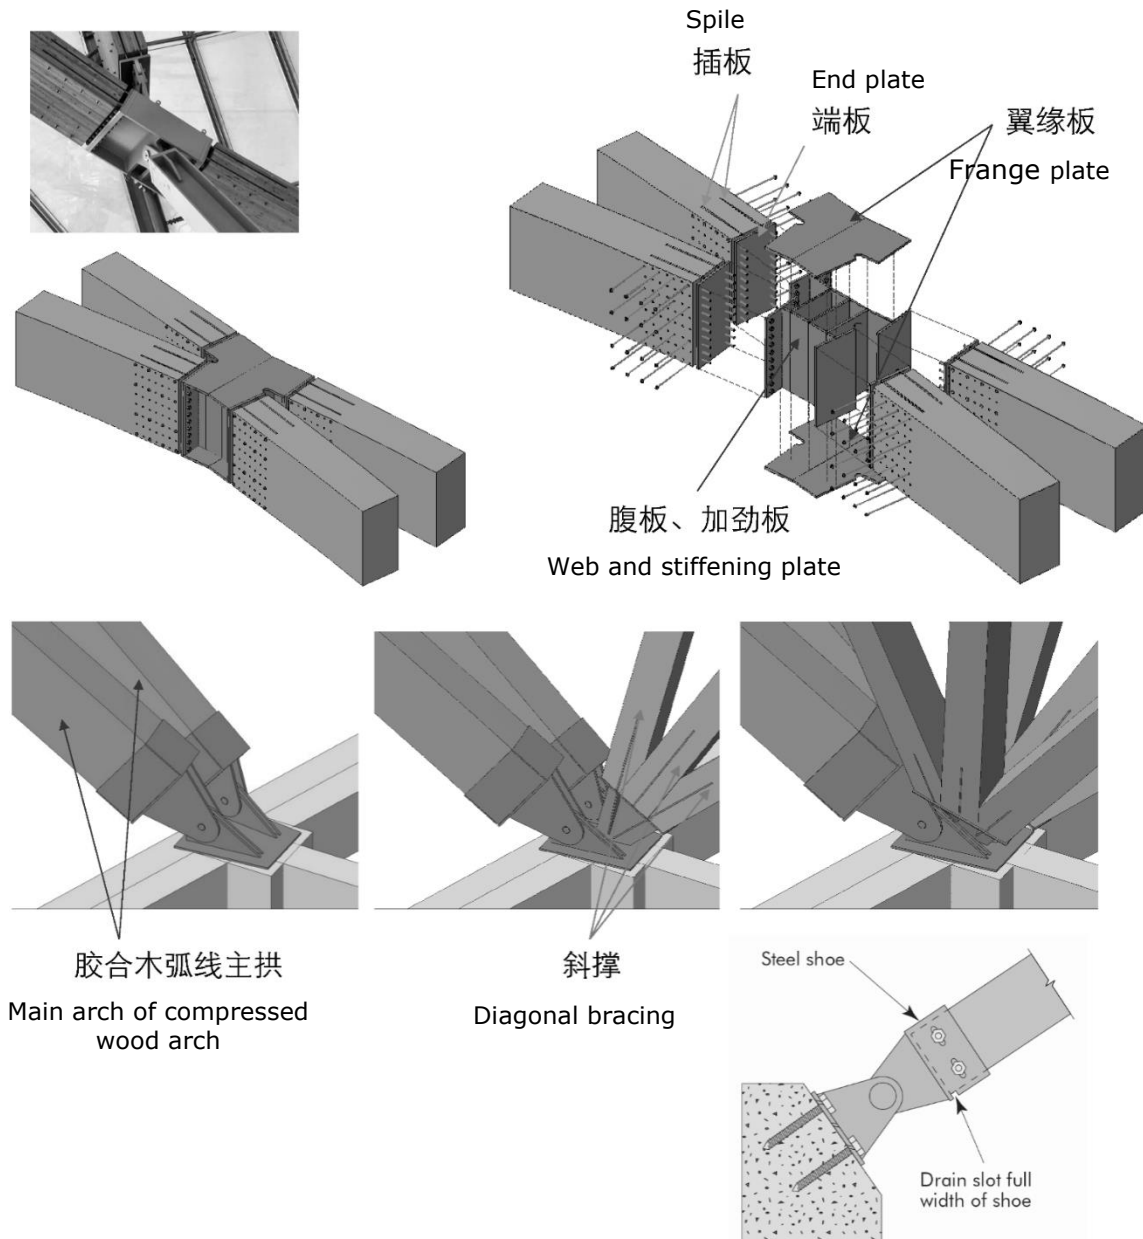 Spile
插板
End plate
端板
翼缘板
Frange plate
腹板、加劲板
Web and stiffening plate
胶合木弧线主拱
Main arch of compressed
wood arch
斜撑
Diagonal bracing
Steel shoe
Drain slot full
width of shoe